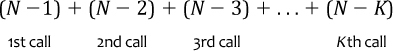 (N – 1) + (N – 2) + (N – 3) + . . . + (N – K)
1st call 2nd call 3rd call Kth call